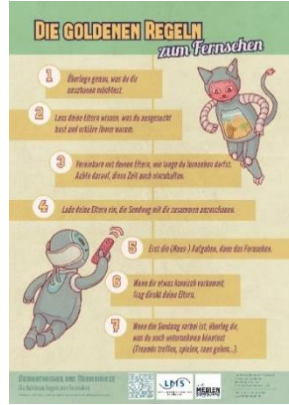 DIE GOLDENEN REGELN
zum Fernsehen
1
Überlege genau, was du dir
anschauen möchtest.
2
Lass deine Eltern wissen, was du ausgesucht
hast und erkläre ihnen warum.
3
Vereinbare mit deinen Eltern, wie lange du fernsehen darfst.
Achte darauf, diese Zeit auch einzuhalten.
4
Lade deine Eltern ein, die Sendung mit dir zusammen anzuschauen.
5
Erst die (Haus-) Aufgaben, dann das Fernsehen.
6
Wenn dir etwas komisch vorkommt,
frag direkt deine Eltern.
7
Wenn die Sendung vorbei ist, überleg dir,
was du noch unternehmen könntest
(Freunde treffen, spielen, raus gehen...).
LMS
MEDIEN